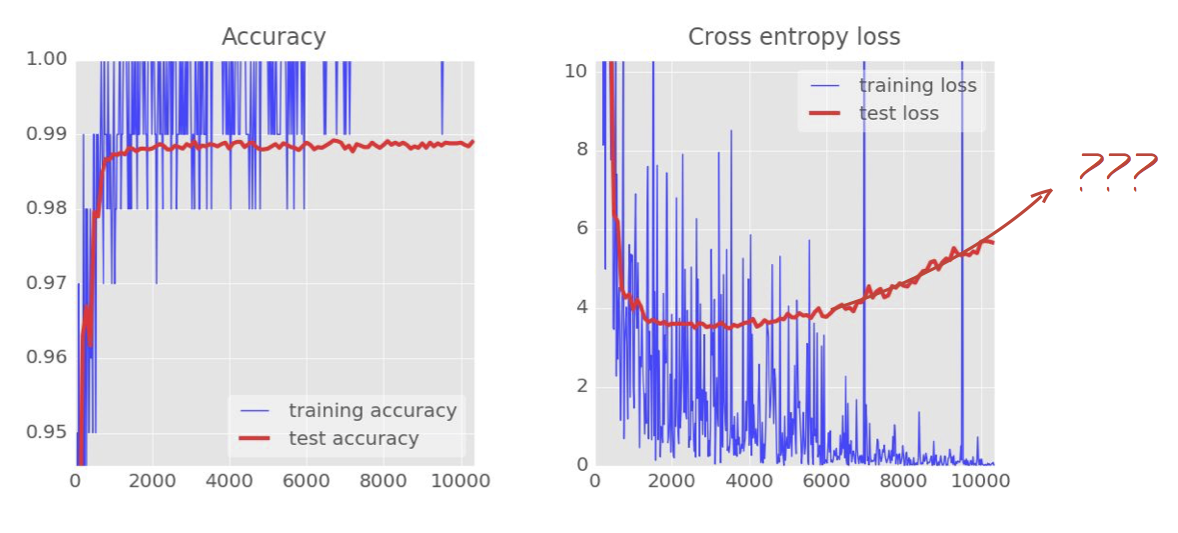 Accuracy
1.00
0.99
0.98
0.97
0.96
0.95
training accuracy
test accuracy
0 2000 4000 6000 8000 10000
Cross entropy loss
10
8
6
4
2
0
training loss
test loss
0 2000 4000 6000 8000 10000
???